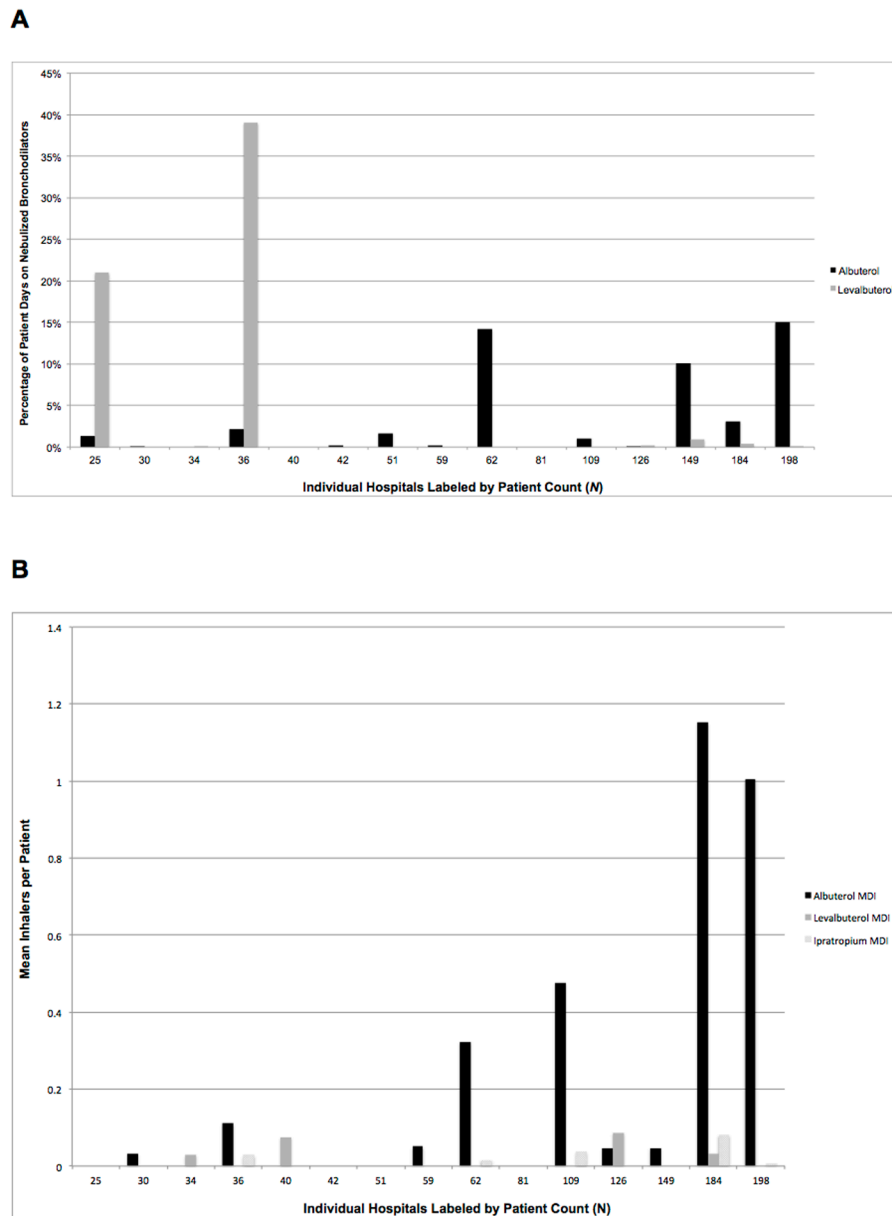 A
45%
40%
35%
30%
25%
20%
15%
10%
5%
0%
Percentage of Patient Days on Nebulized Bronchodilators
25 30 34 36 40 42 51 59 62 81 109 126 149 184 198
Individual Hospitals Labeled by Patient Count (N)
Albuterol
Levalbutero
B
1.4
1.2
1
0.8
0.6
0.4
0.2
0
Mean Inhalers per Patient
25 30 34 36 40 42 51 59 62 81 109 126 149 184 198
Individual Hospitals Labeled by Patient Count (N)
Albuterol MDI
Levalbuterol MDI
Ipratropium MDI